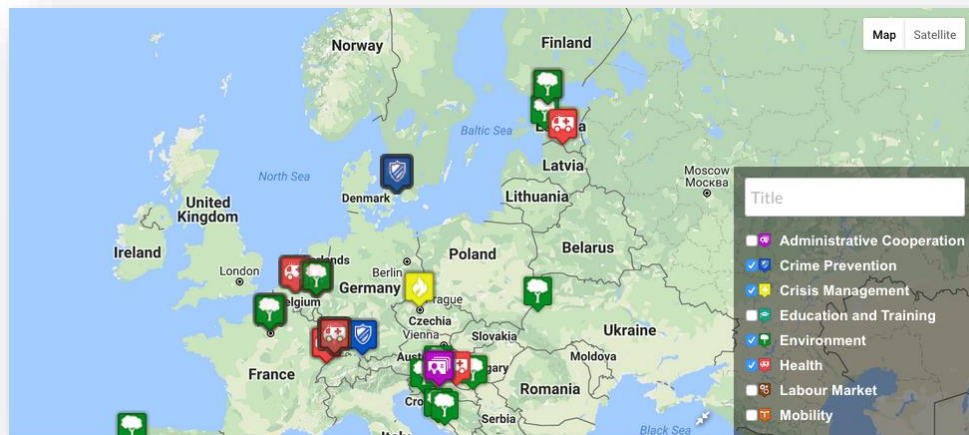 Norway
Finland
Map
Satellite
Baltic Sea
Latvia
Moscow
Москва
North Sea
Denmark
Lithuania
Title
United
Kingdom
Ireland
London
Berlin
Poland
Belarus
Administrative Cooperation
Crime Prevention
Germany
Crisis Management
Czechia
Education and Training
Vienna
Slovakia
Ukraine
Environment
France
Moldova
Health
Romania
Labour Market
Serbia
Black Sea
Mobility